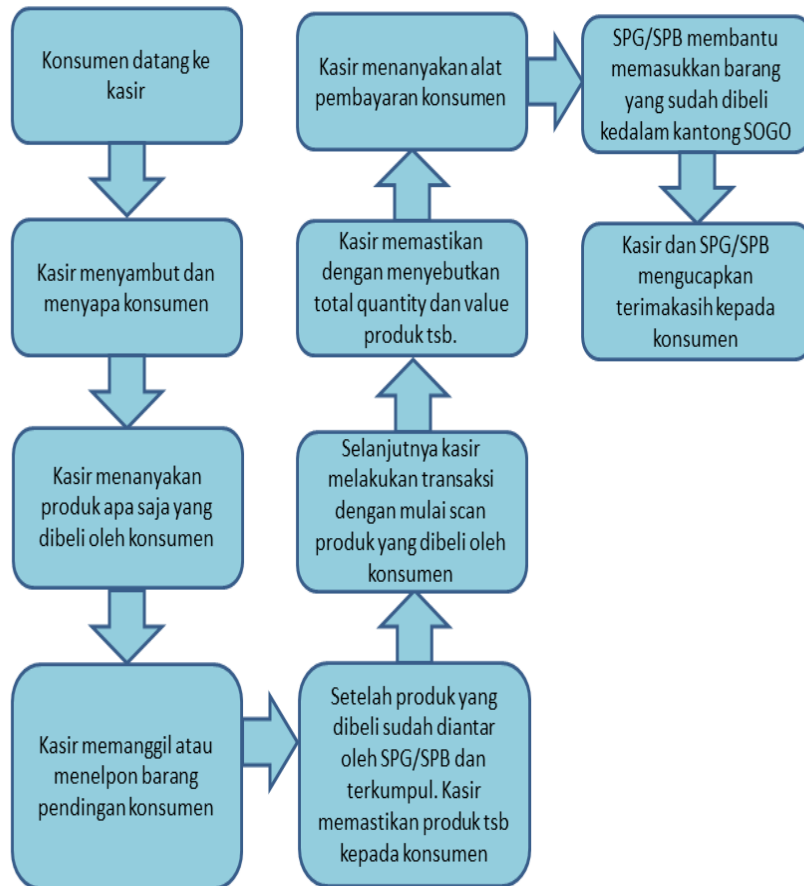 Konsumen datang ke
kasir
Kasir menyambut dan
menyapa konsumen
Kasir menanyakan
produk apa saja yang
dibeli oleh konsumen
Kasir memanggil atau
menelpon barang
pendingan konsumen
Setelah produk yang
dibeli sudah diantar
oleh SPG/SPB dan
terkumpul. Kasir
memastikan produk tsb
kepada konsumen
Selanjutnya kasir
melakukan transaksi
dengan mulai scan
produk yang dibeli oleh
konsumen
Kasir memastikan
dengan menyebutkan
total quantity dan value
produk tsb.
Kasir menanyakan alat
pembayaran konsumen
SPG/SPB membantu
memasukkan barang
yang sudah dibeli
kedalam kantong SOGO
Kasir dan SPG/SPB
mengucapkan
terimakasih kepada
konsumen